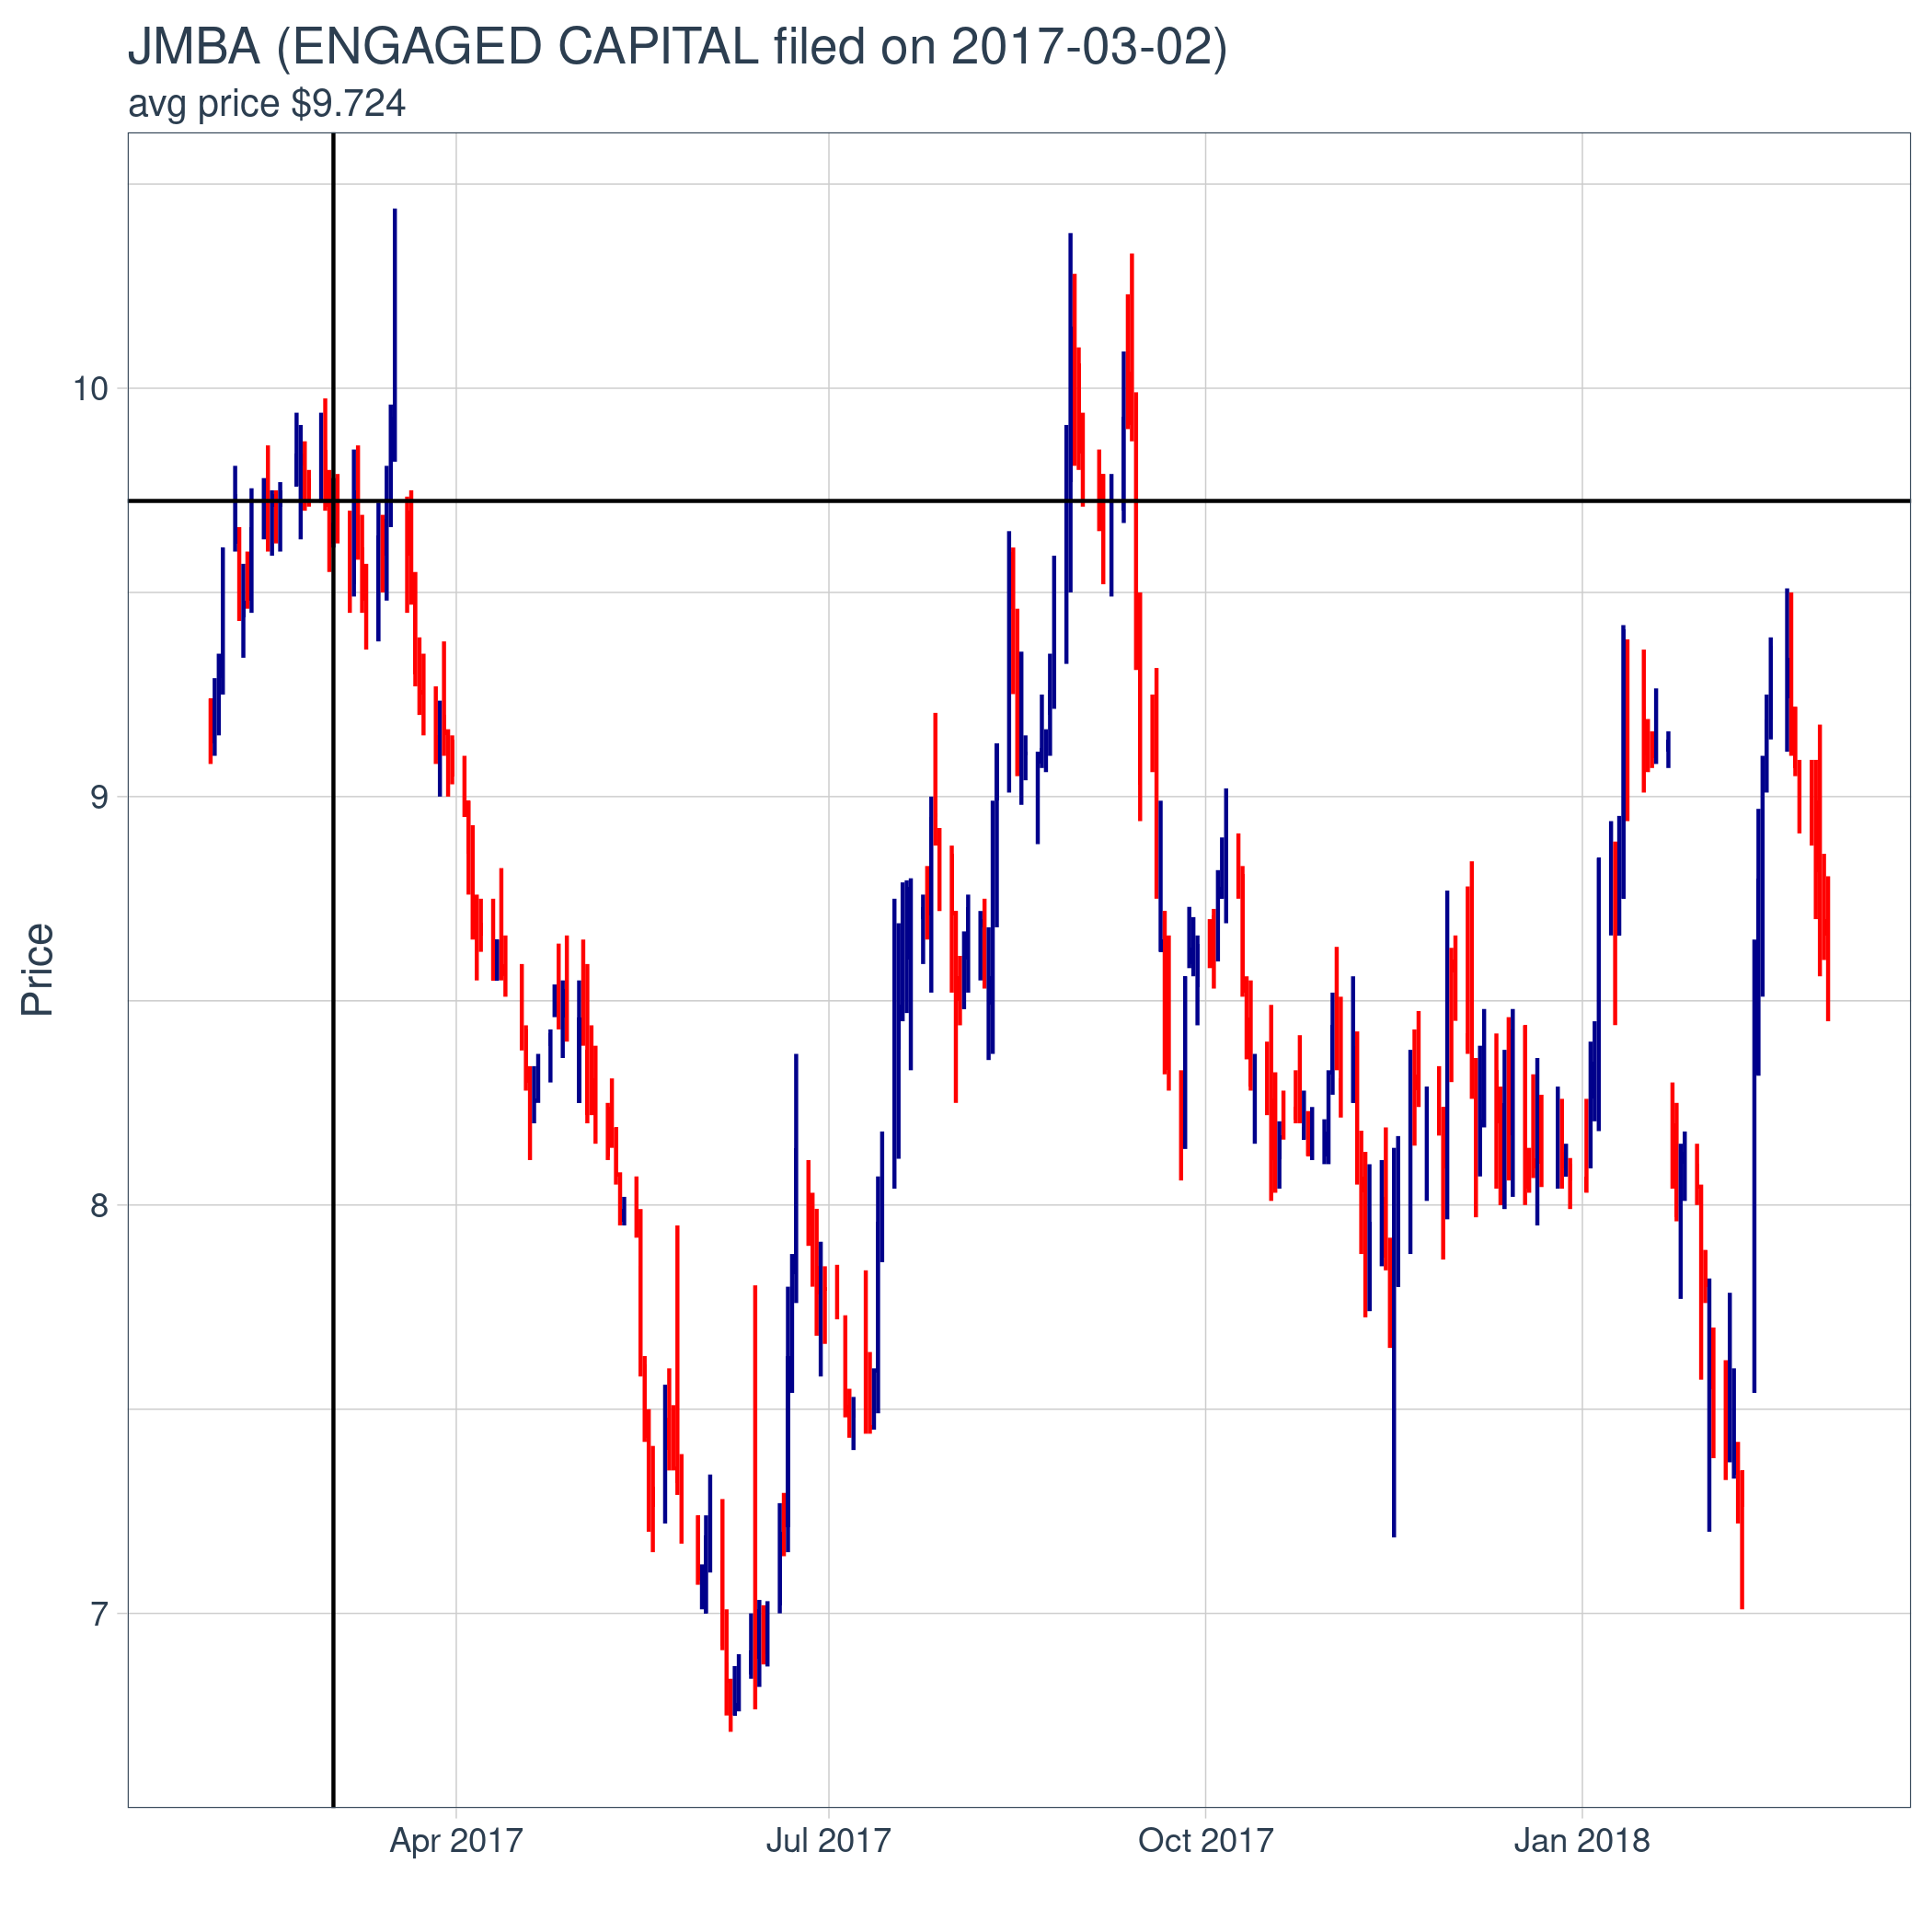 JMBA (ENGAGED CAPITAL filed on 2017-03-02)
avg price $9.724
10
9
8
7
Price
Apr 2017
Jul 2017
Oct 2017
Jan 2018